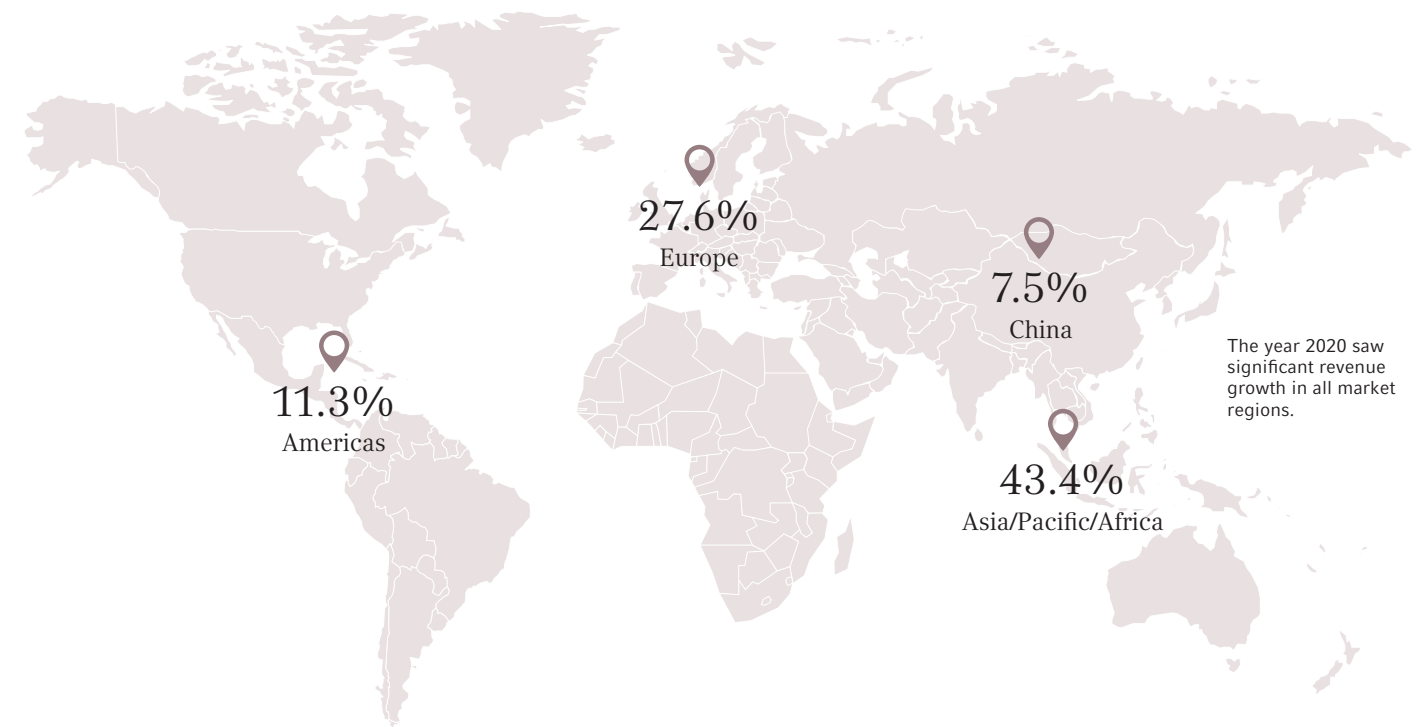 27.6%
Europe
7.5%
China
The year 2020 saw
significant revenue
growth in all market
regions.
11.3%
Americas
43.4%
Asia/Pacific/Africa